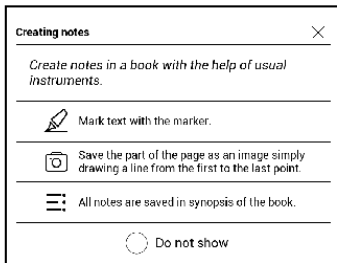 Creating notes
Create notes in a book with the help of usual
instruments.
Mark text with the marker.
Save the part of the page as an image simply
drawing a line from the first to the last point.
All notes are saved in synopsis of the book.
Do not show